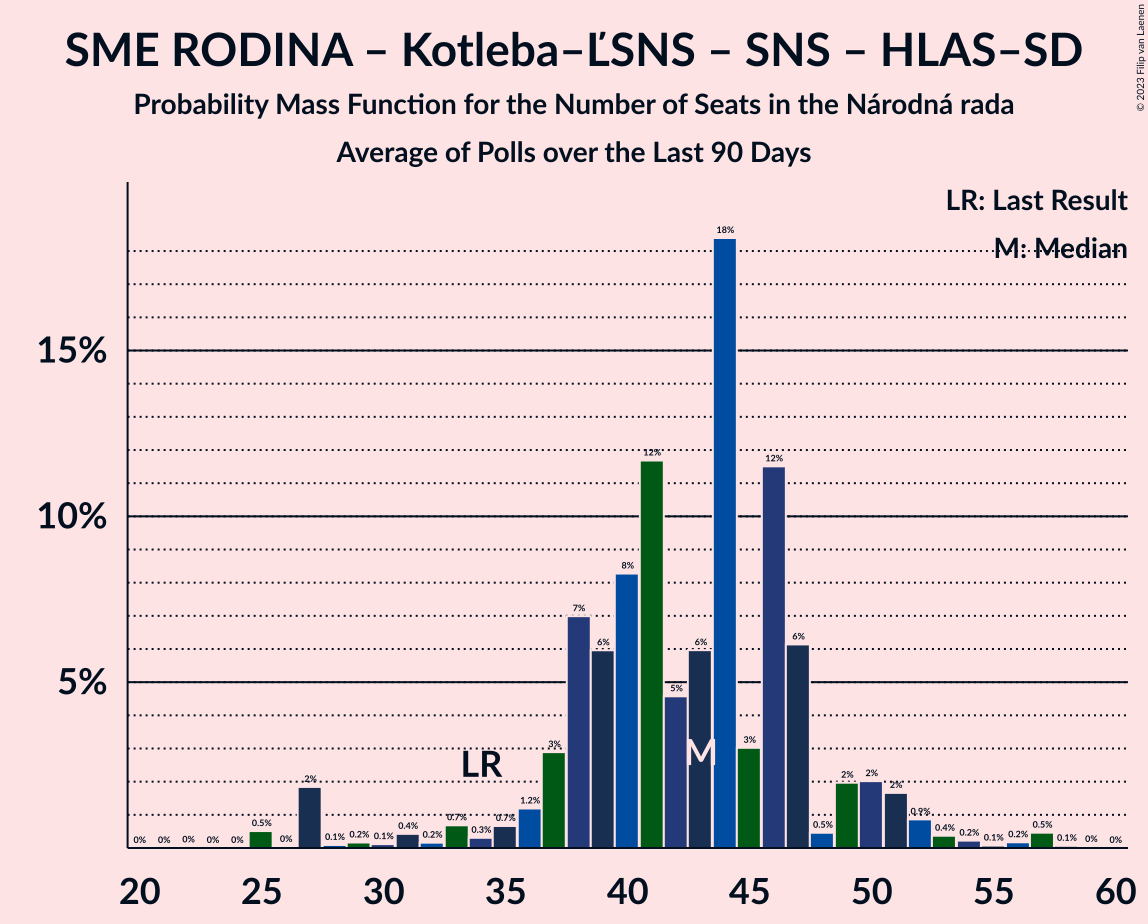 SME RODINA – Kotleba–ĽSNS – SNS – HLAS–SD
Probability Mass Function for the Number of Seats in the Národná rada
Average of Polls over the Last 90 Days
© 2023 Filip van Laenen
LR: Last Result
M: Median
15%
10%
5%
0% 0% 0% 0% 0% 0.5% 0% 2% 0.1% 0.2% 0.1% 0.4% 0.2% 0.7% 0.3% 0.7% 1.2% 3% 7% 6% 8% 12% 5% 6% 18% 3% 12% 6% 0.5% 2% 2% 2% 0.9% 0.4% 0.2% 0.1% 0.2% 0.5% 0.1% 0% 0%
LR
M
20 25 30 35 40 45 50 55 60